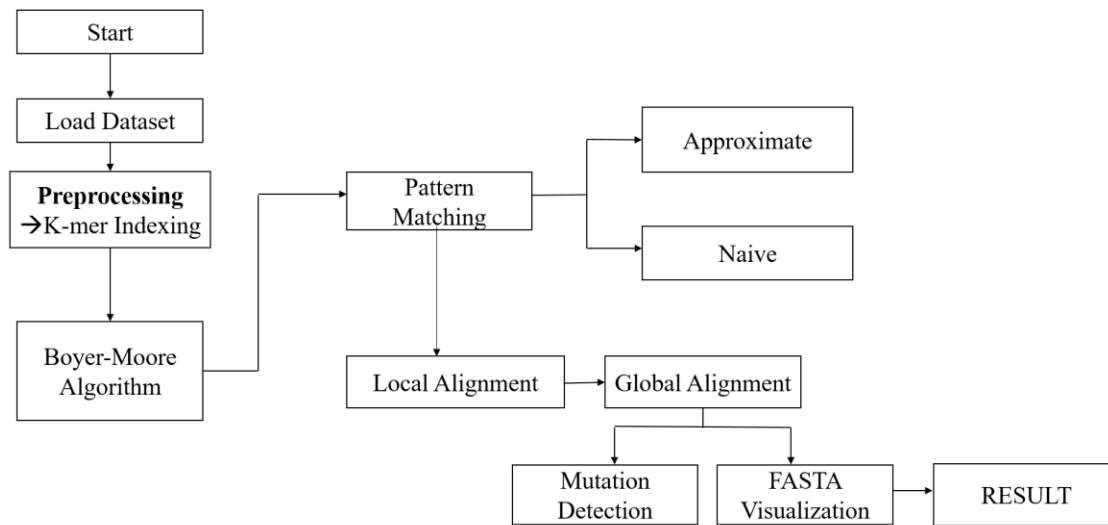 Start
Load Dataset
Preprocessing
→K-mer Indexing
Boyer-Moore
Algorithm
Pattern
Matching
Approximate
Naive
Local Alignment
Global Alignment
Mutation
Detection
FASTA
Visualization
RESULT